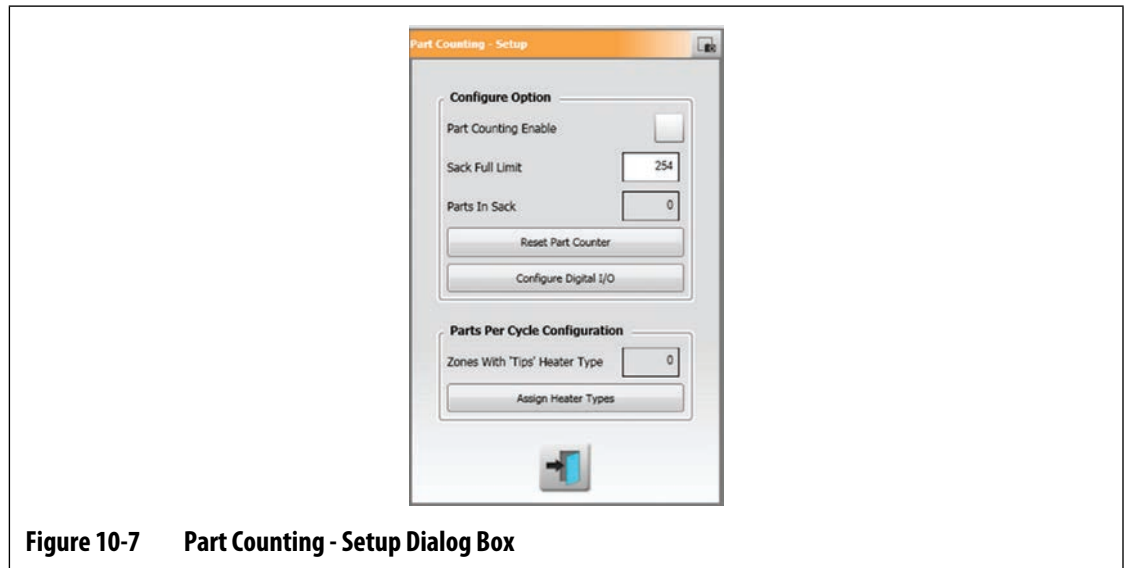 Part Counting - Setup
Configure Option
Part Counting Enable
Sack Full Limit 254
Parts In Sack 0
Reset Part Counter
Configure Digital I/O
Parts Per Cycle Configuration
Zones With 'Tips' Heater Type 0
Assign Heater Types
Figure 10-7 Part Counting - Setup Dialog Box